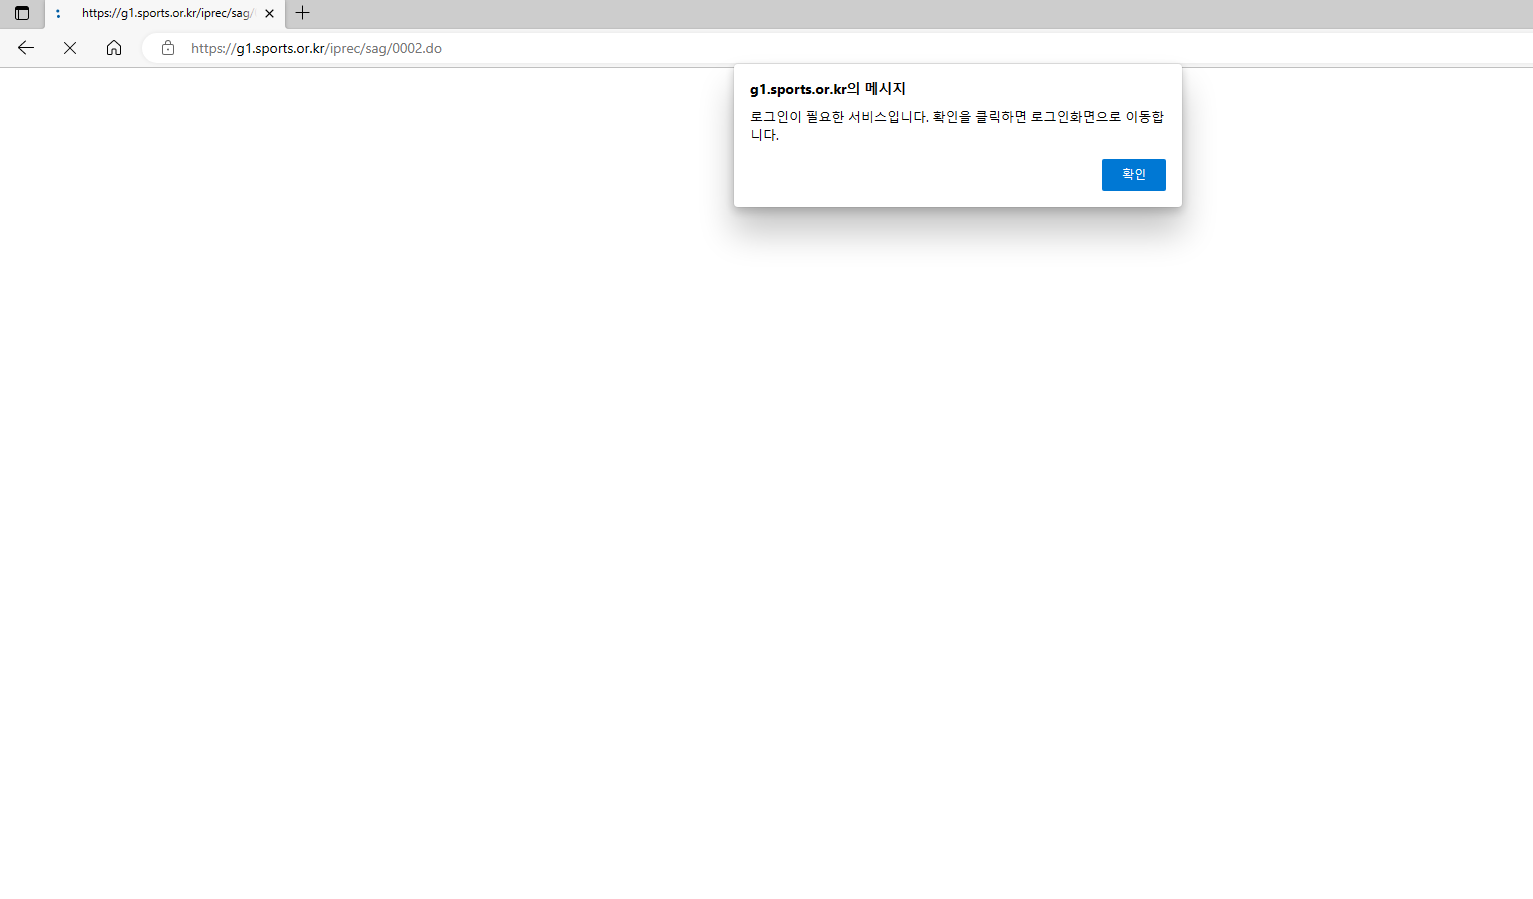 https://g1.sports.or.kr/iprec/sag/
https://g1.sports.or.kr/iprec/sag/0002.do
g1.sports.or.kr의 메시지
로그인이 필요한 서비스입니다. 확인을 클릭하면 로그인화면으로 이동합
니다.
확인